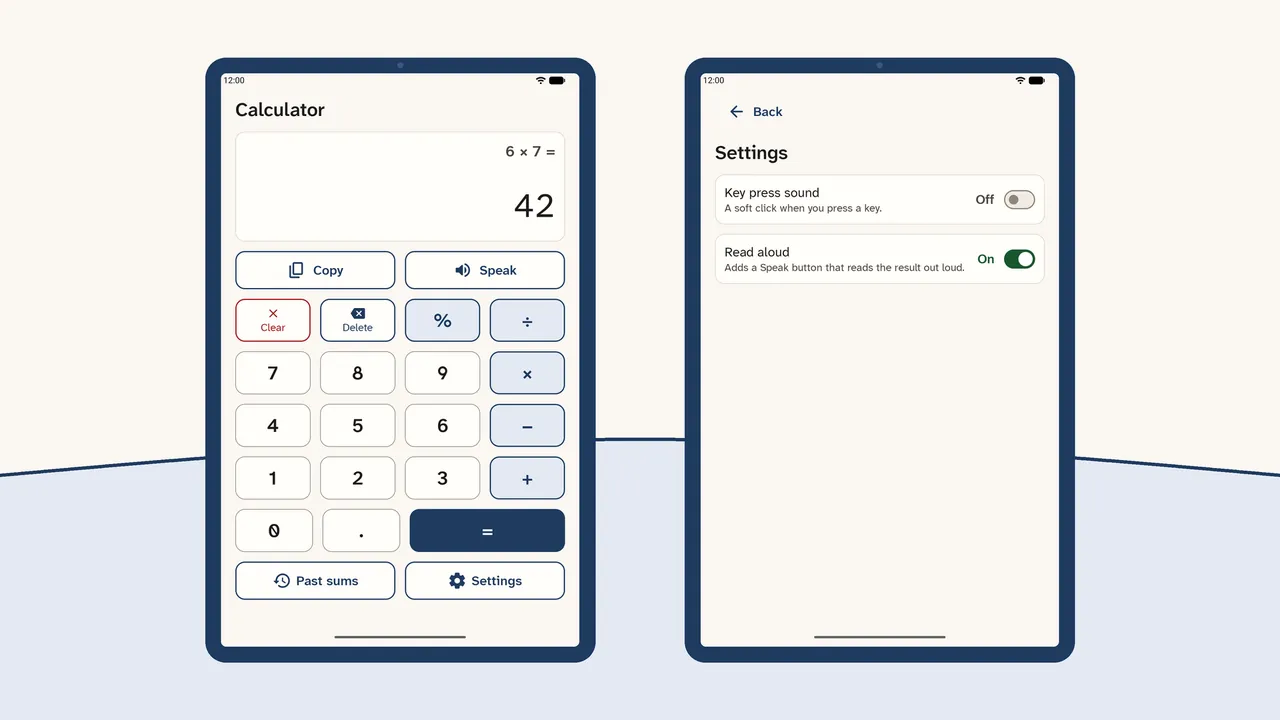 12:00
Calculator
6 × 7 =
42
Copy
Speak
Clear
Delete
%
÷
7
8
9
×
4
5
6
−
1
2
3
+
0
.
=
Past sums
Settings
12:00
Back
Settings
Key press sound
A soft click when you press a key.
Off
Read aloud
Adds a Speak button that reads the result out loud.
On